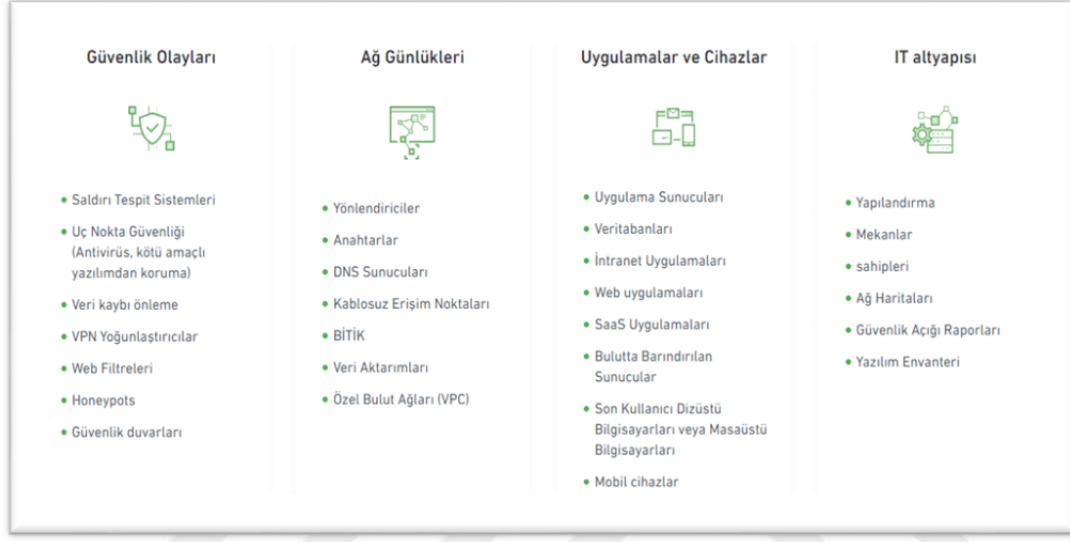 Güvenlik Olayları
Saldırı Tespit Sistemleri
Uç Nokta Güvenliği
(Antivirüs, kötü amaçlı
yazılımdan koruma)
Veri kaybı önleme
VPN Yoğunlaştırıcılar
Web Filtreleri
Honeypots
Güvenlik duvarları
Ağ Günlükleri
Yönlendiriciler
Anahtarlar
DNS Sunucuları
Kablosuz Erişim Noktaları
BİTİK
Veri Aktarımları
Özel Bulut Ağları (VPC)
Uygulamalar ve Cihazlar
Uygulama Sunucuları
Veritabanları
İntranet Uygulamaları
Web uygulamaları
SaaS Uygulamaları
Bulutta Barındırılan
Sunucular
Son Kullanıcı Dizüstü
Bilgisayarları veya Masaüstü
Bilgisayarları
Mobil cihazlar
IT altyapısı
Yapılandırma
Mekanlar
sahipleri
Ağ Haritaları
Güvenlik Açığı Raporları
Yazılım Envanteri